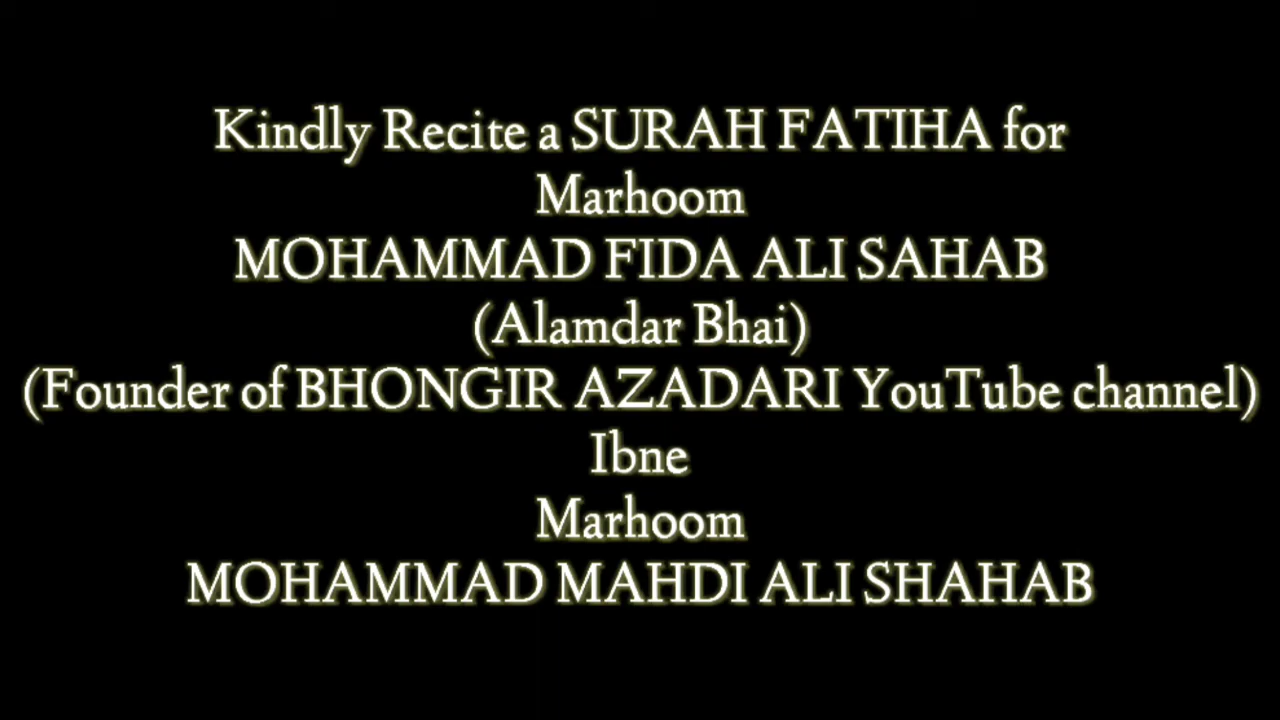 Kindly Recite a SURAH FATIHA for
Marhoom
MOHAMMAD FIDA ALI SAHAB
(Alamdar Bhai)
(Founder of BHONGIR AZADARI YouTube channel)
Ibne
Marhoom
MOHAMMAD MAHDI ALI SHAHAB